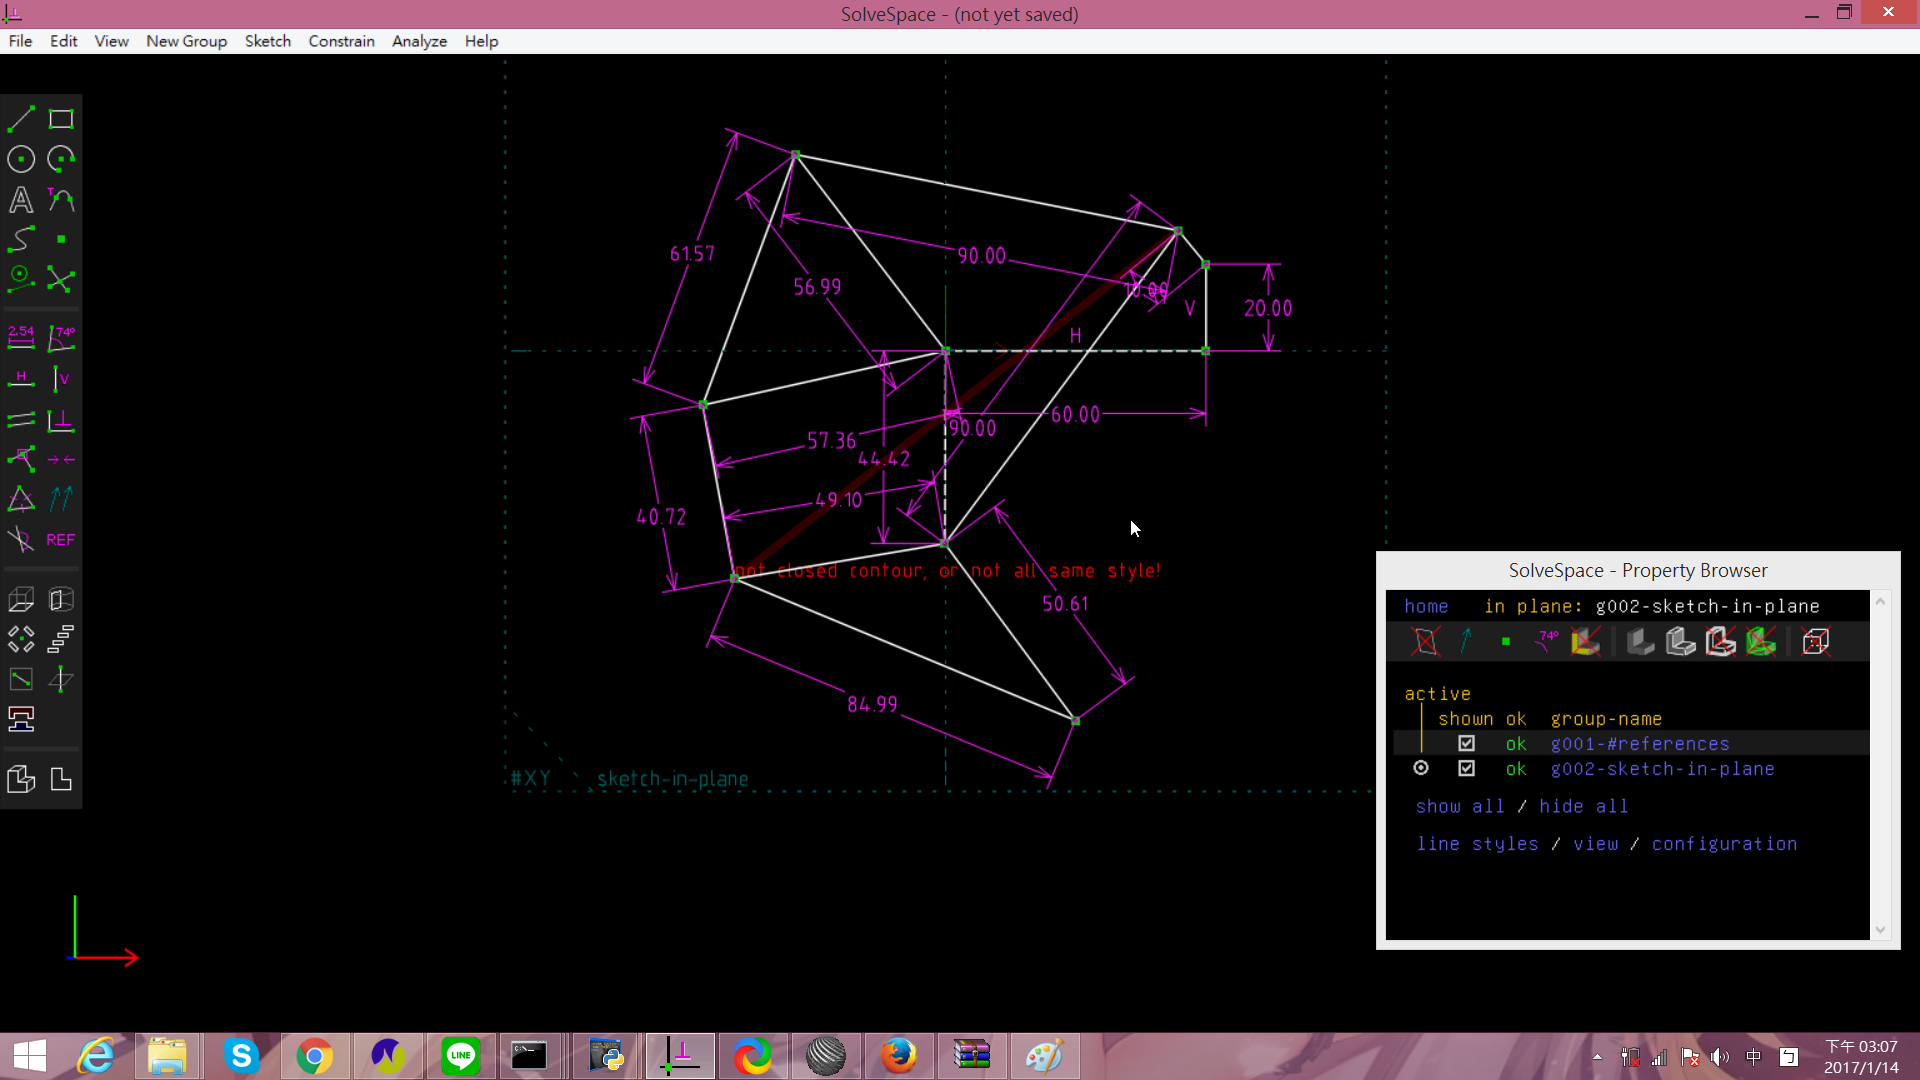 SolveSpace - (not yet saved)
File Edit View New Group Sketch Constrain Analyze Help
T
2.54 74°
H V
REF
61.57
90.00
56.99
10.00
V
20.00
H
60.00
57.36
90.00
44.42
49.10
40.72
not closed contour, or not all same style!
50.61
84.99
#XY
sketch-in-plane
SolveSpace - Property Browser
home in plane: g002-sketch-in-plane
74°
active
shown ok group-name
ok g001-#references
ok g002-sketch-in-plane
show all / hide all
line styles / view / configuration
LINE
中
下午 03:07
2017/1/14